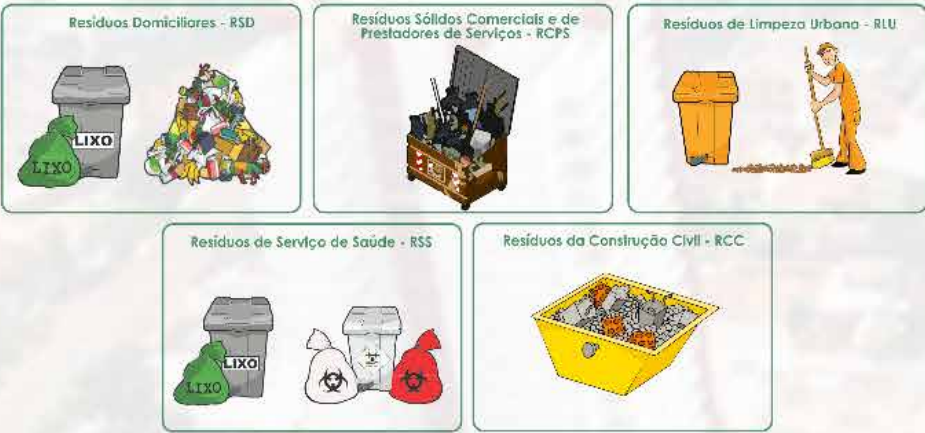 Resíduos Domiciliares - RSD
Resíduos Sólidos Comerciais e de
Prestadores de Serviços - RCPS
Resíduos de Limpeza Urbana - RLU
LIXO
LIXO
Resíduos de Serviço de Saúde - RSS
Resíduos da Construção Civil - RCC
LIXO
LIXO